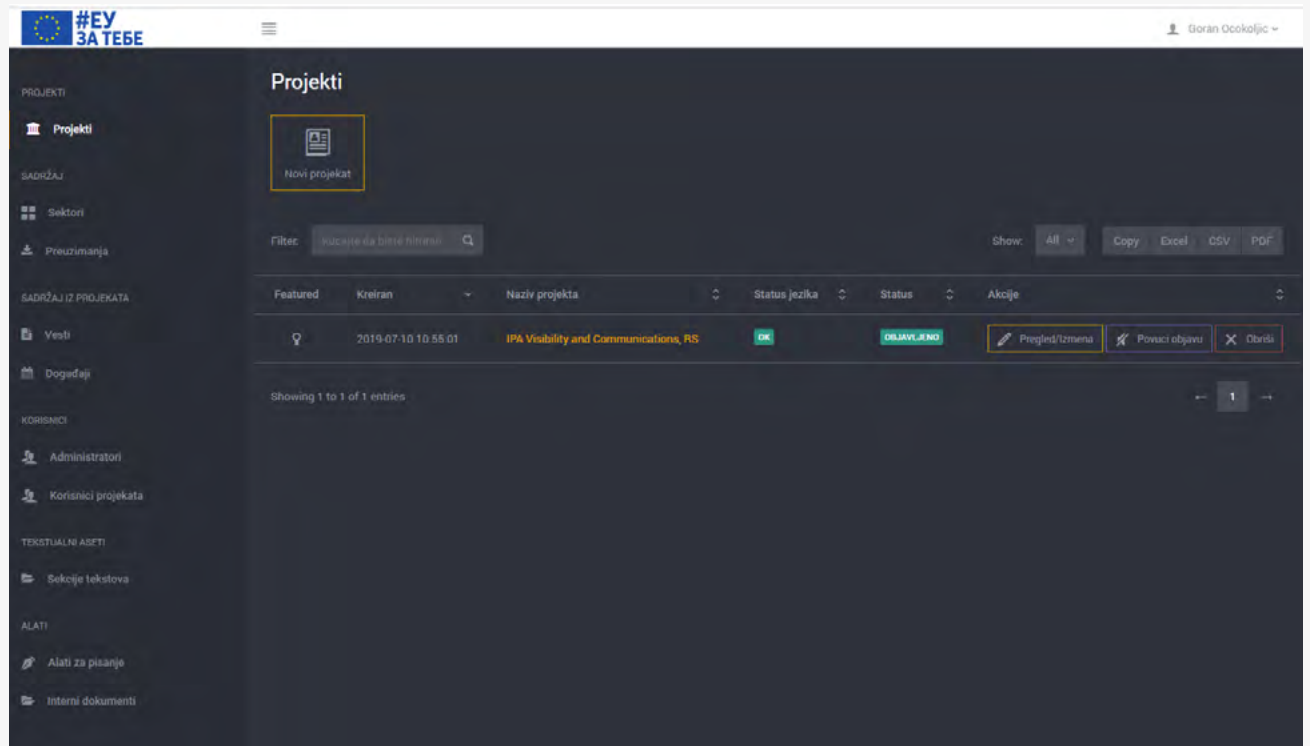 #ЕУ
ЗА ТЕБЕ
Goran Ocokoljic
PROJEKTI
Projekti
SADRŽAJ
Sektori
Preuzimanja
SADRŽAJ IZ PROJEKATA
Vesti
Događaji
KORISNICI
Administratori
Korisnici projekata
TEKSTUALNI ASETI
Sekcije tekstova
ALATI
Alati za pisanje
Interni dokumenti
Projekti
Novi projekat
Filter: da biste
Show: All Copy Excel CSV PDF
Featured Kreiran Naziv projekta Status jezika Status Akcije
2019-07-10 10:55:01 IPA Visibility and Communications, RS OK OBJAVLJENO Pregled/Izmena Povuci objavu Obriši
Showing 1 to 1 of 1 entries
← 1 →